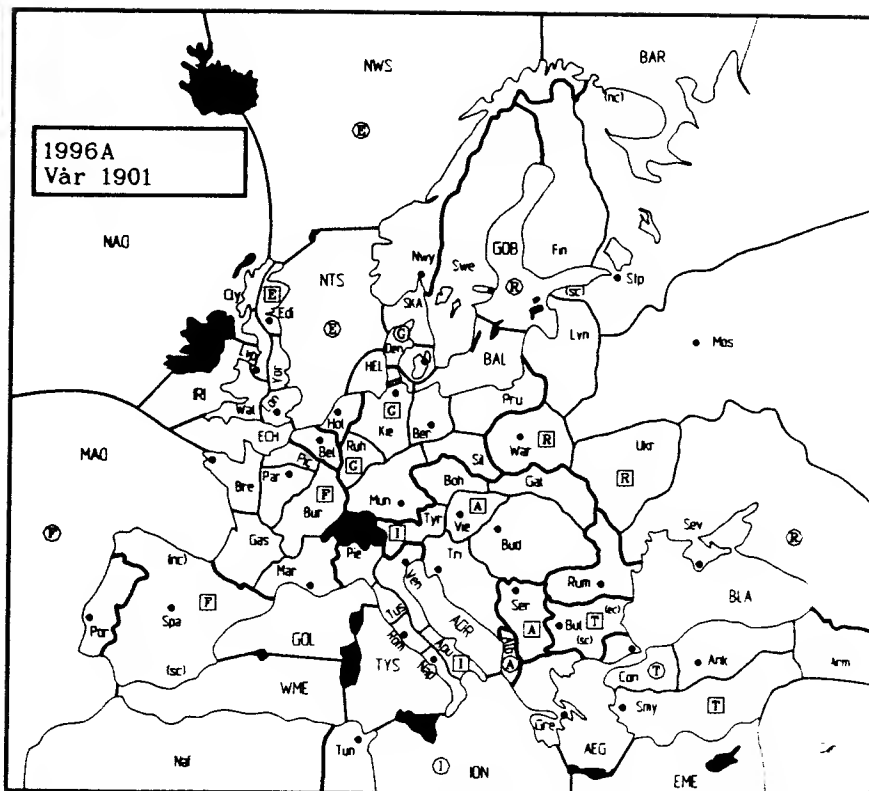 NWS
BAR
(nc)
E
1996A
Vår 1901
NAO
NTS
Nwy
Swe
GOB
Fin
R
(sc)
Stp
Cly
E
Edi
E
SKA
G
Den
Lvn
Mos
BAL
HEL
Yor
IRI
Wal
Lon
ECH
Hol
Kie
G
Ber
Pru
War
R
Ukr
R
MAO
Bel
Ruh
G
Sil
Pic
Par
Bre
F
Bur
Mun
Boh
Gal
Tyr
A
Vie
Bud
Sev
R
F
Gas
Pie
I
Tri
Ven
Rum
BLA
(nc)
Mar
Ser
Bul
(ec)
T
(sc)
Por
Spa
F
GOL
Tus
Rom
ADR
Apu
A
Alb
A
Con
T
Ank
Arm
(sc)
WME
TYS
Nap
I
Gre
Smy
T
Naf
Tun
I
ION
AEG
EME